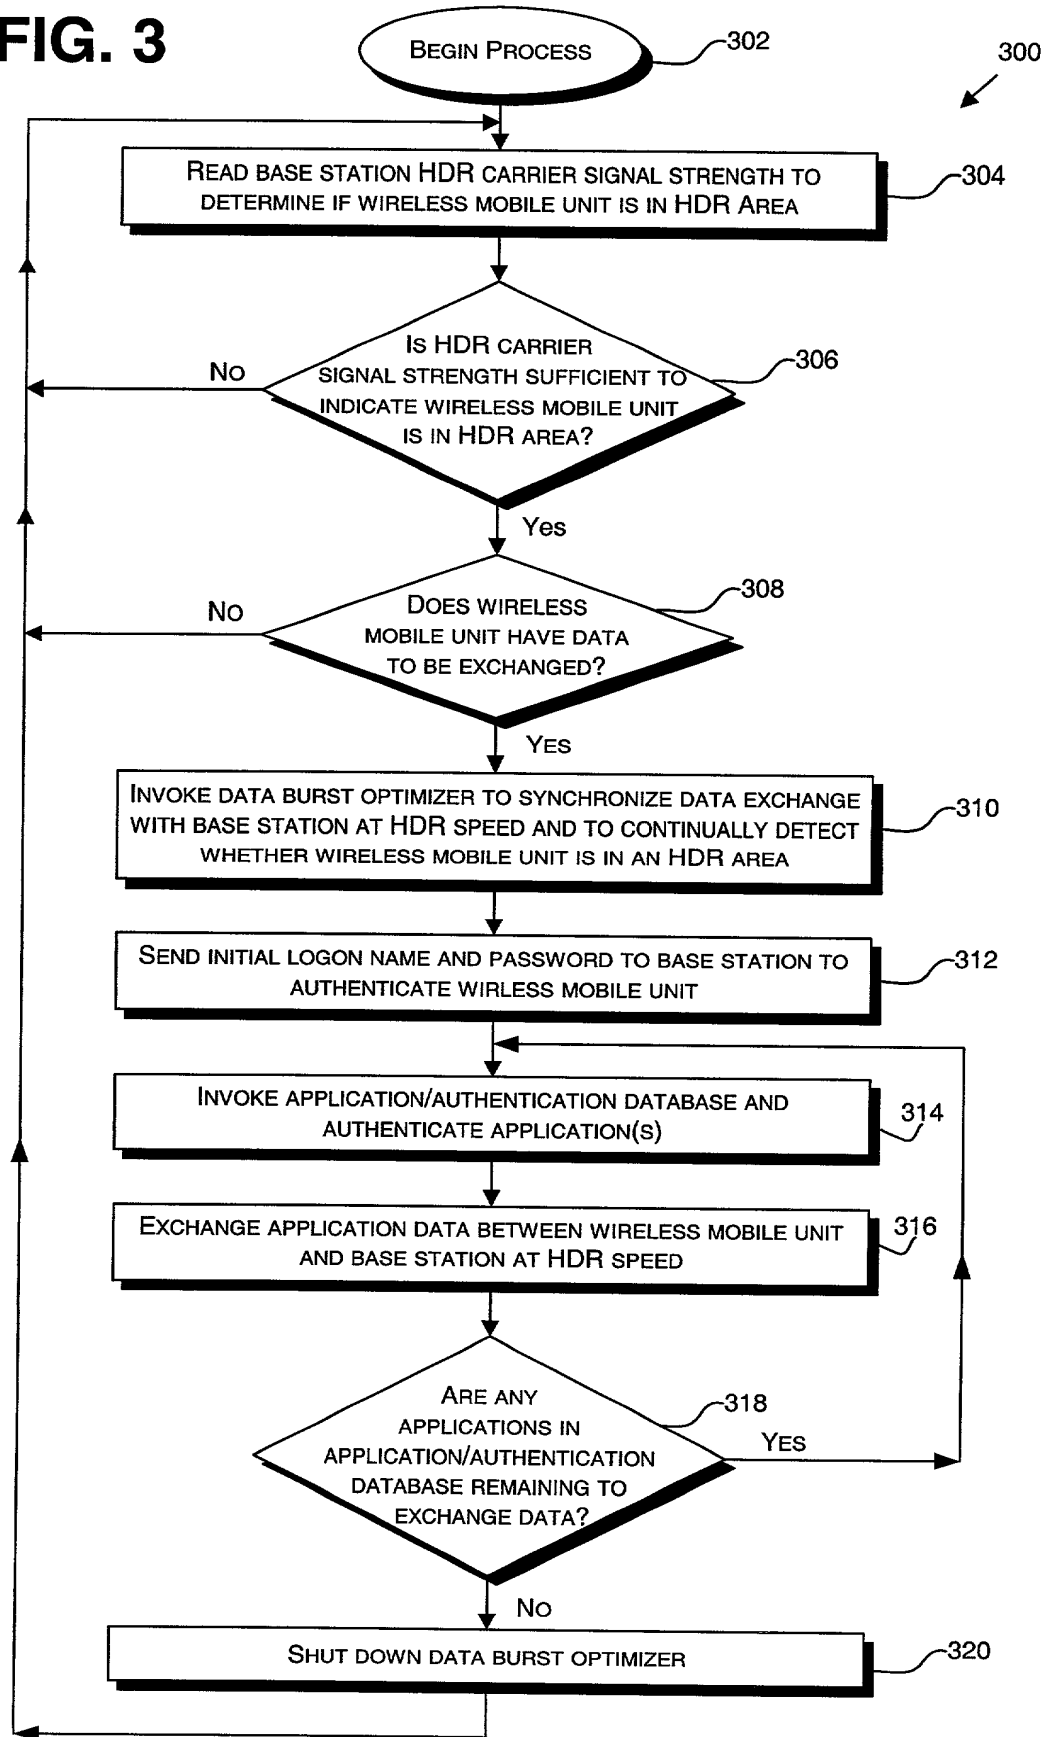 FIG. 3
BEGIN PROCESS
302
300
READ BASE STATION HDR CARRIER SIGNAL STRENGTH TO
DETERMINE IF WIRELESS MOBILE UNIT IS IN HDR AREA
304
IS HDR CARRIER
SIGNAL STRENGTH SUFFICIENT TO
INDICATE WIRELESS MOBILE UNIT
IS IN HDR AREA?
306
NO
Yes
DOES WIRELESS
MOBILE UNIT HAVE DATA
TO BE EXCHANGED?
308
NO
YES
INVOKE DATA BURST OPTIMIZER TO SYNCHRONIZE DATA EXCHANGE
WITH BASE STATION AT HDR SPEED AND TO CONTINUALLY DETECT
WHETHER WIRELESS MOBILE UNIT IS IN AN HDR AREA
310
SEND INITIAL LOGON NAME AND PASSWORD TO BASE STATION TO
AUTHENTICATE WIRLESS MOBILE UNIT
312
INVOKE APPLICATION/AUTHENTICATION DATABASE AND
AUTHENTICATE APPLICATION(S)
314
EXCHANGE APPLICATION DATA BETWEEN WIRELESS MOBILE UNIT
AND BASE STATION AT HDR SPEED
316
ARE ANY
APPLICATIONS IN
APPLICATION/AUTHENTICATION
DATABASE REMAINING TO
EXCHANGE DATA?
318
YES
NO
SHUT DOWN DATA BURST OPTIMIZER
320